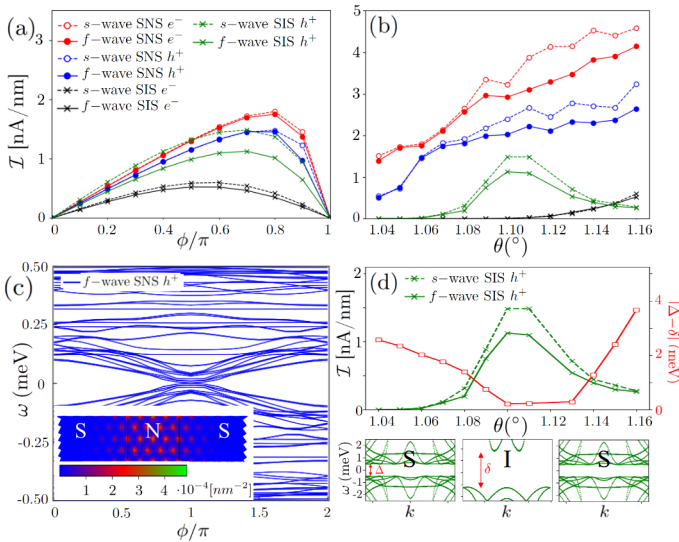 (a)
s-wave SNS e⁻
f-wave SNS e⁻
s-wave SNS h⁺
f-wave SNS h⁺
s-wave SIS e⁻
f-wave SIS e⁻
s-wave SIS h⁺
f-wave SIS h⁺
I [nA/nm]
3
2
1
0
0 0.2 0.4 0.6 0.8 1
ϕ/π
(b)
5
4
3
2
1
0
1.04 1.06 1.08 1.10 1.12 1.14 1.16
θ(°)
(c)
f-wave SNS h⁺
ω (meV)
0.50
0.25
0
-0.25
-0.50
S N S
1 2 3 4 ·10⁻⁴[nm⁻²]
0 0.5 1 1.5 2
ϕ/π
(d)
s-wave SIS h⁺
f-wave SIS h⁺
I [nA/nm]
2
1
0
1.04 1.06 1.08 1.10 1.12 1.14 1.16
θ(°)
4
2
0
|Δ−δ| (meV)
ω (meV)
2
1
0
-1
-2
S
Δ
k
I
δ
k
S
k